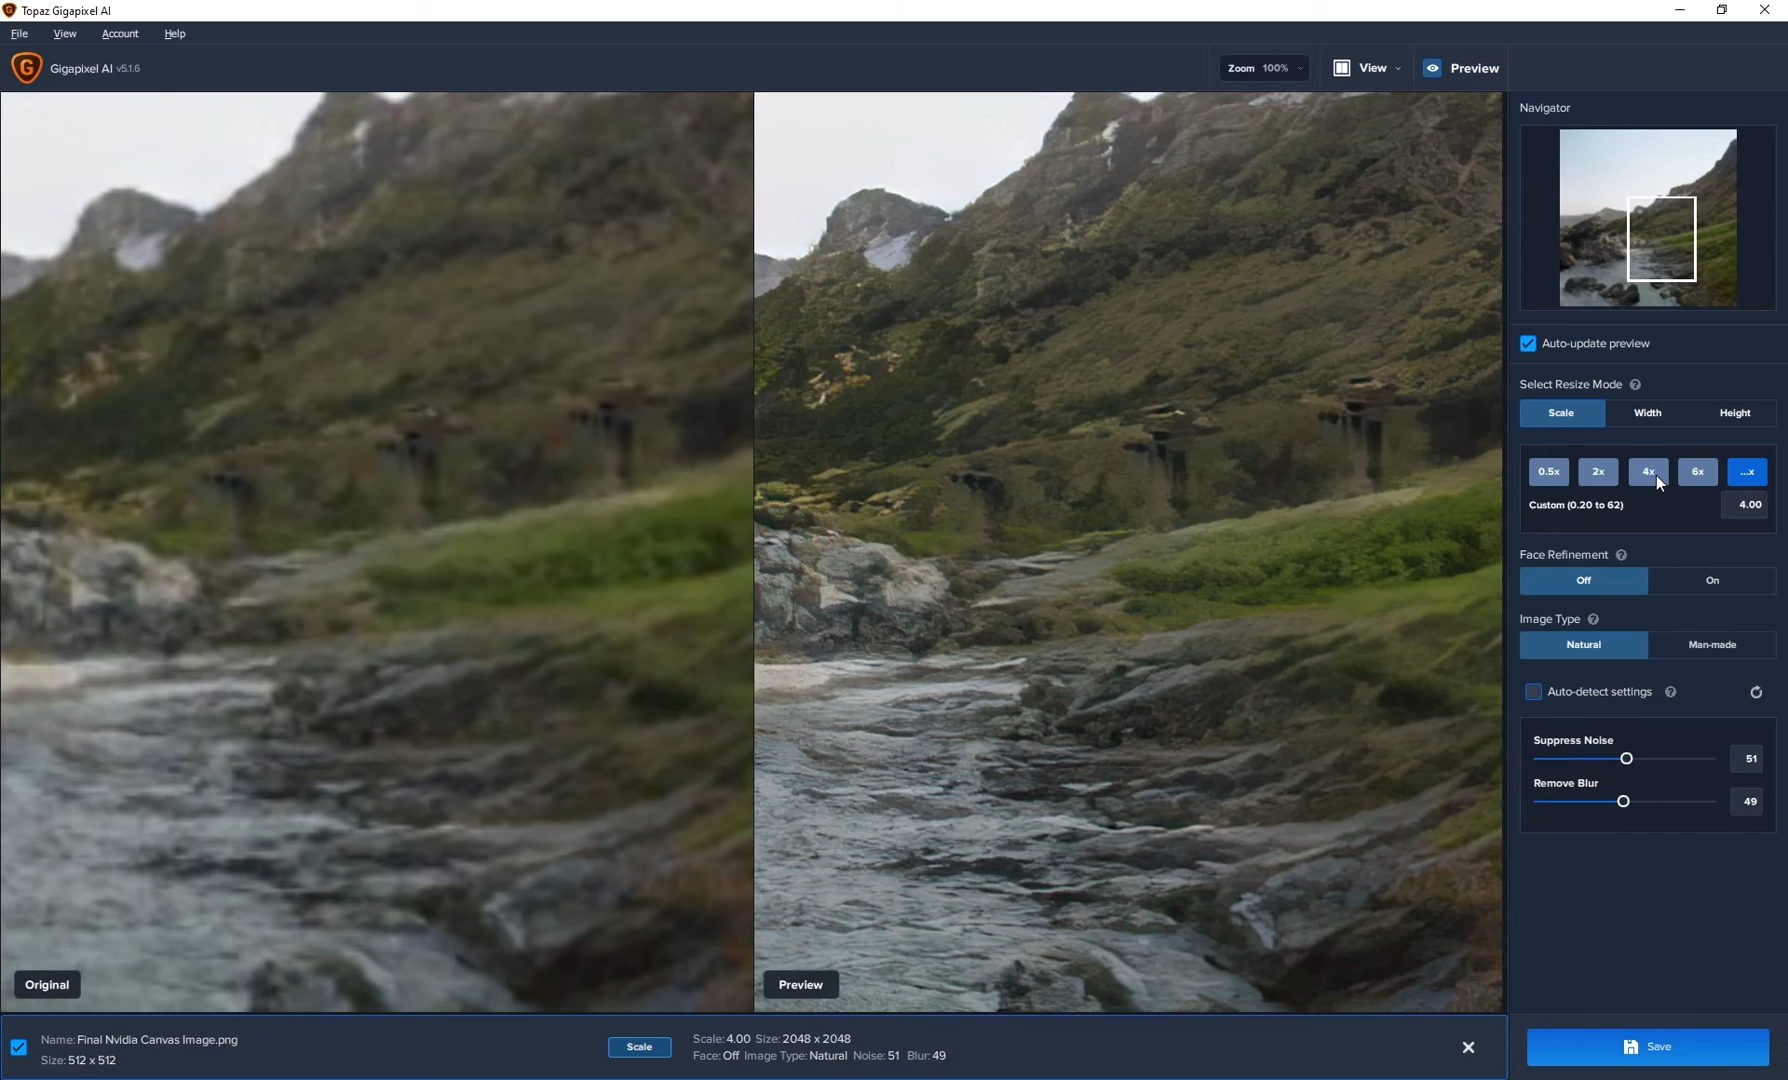 Topaz Gigapixel AI
File View Account Help
Gigapixel AI v5.1.6
Zoom 100% View Preview
Navigator
Auto-update preview
Select Resize Mode ?
Scale Width Height
0.5x 2x 4x 6x ...x
Custom (0.20 to 62) 4.00
Face Refinement ?
Off On
Image Type ?
Natural Man-made
Auto-detect settings ?
Suppress Noise
51
Remove Blur
49
Original Preview
Name: Final Nvidia Canvas Image.png
Size: 512 x 512
Scale
Scale: 4.00 Size: 2048 x 2048
Face: Off Image Type: Natural Noise: 51 Blur: 49
Save